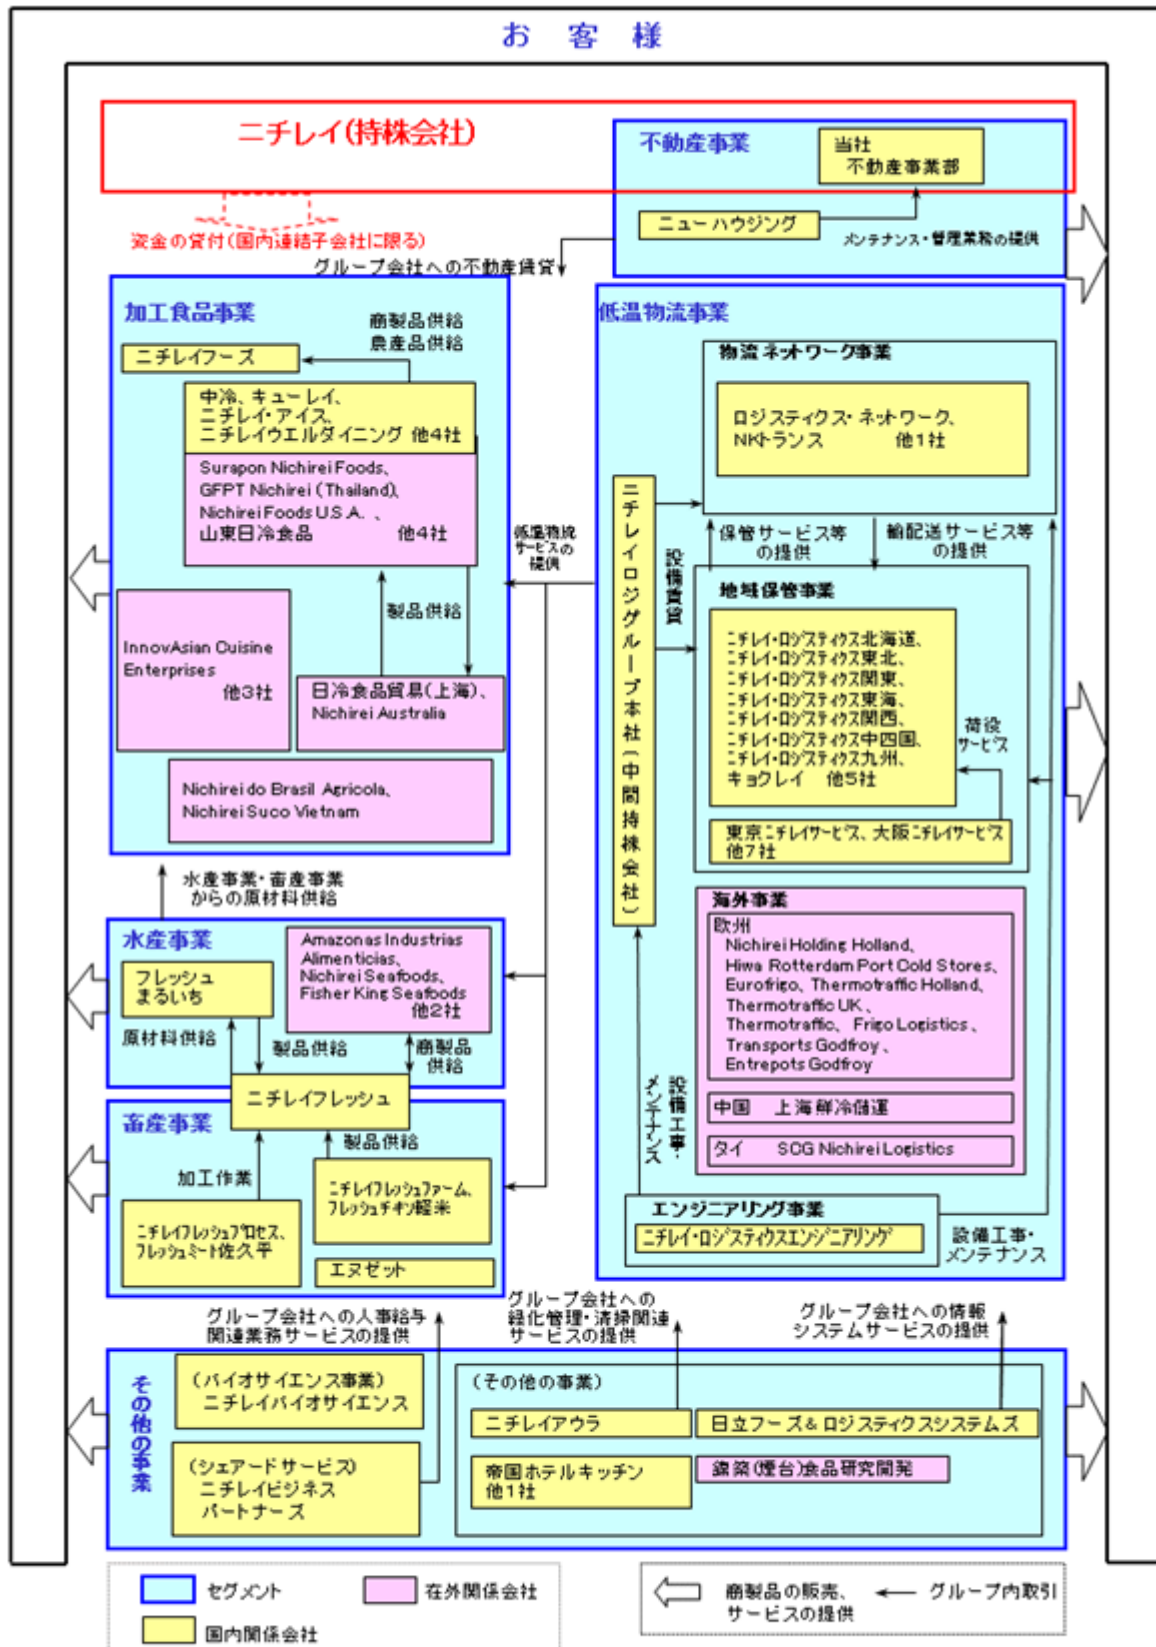 お 客 様
ニチレイ(持株会社)
不動産事業
当社
不動産事業部
ニューハウジング
メンテナンス・管理業務の提供
資金の貸付(国内連結子会社に限る)
グループ会社への不動産賃貸
加工食品事業
商製品供給
農産品供給
ニチレイフーズ
中冷、キューレイ、
ニチレイ・アイス、
ニチレイウエルダイニング 他4社
Surapon Nichirei Foods、
GFPT Nichirei (Thailand)、
Nichirei Foods U.S.A. 、
山東日冷食品 他4社
製品供給
InnovAsian Cuisine
Enterprises
他3社
日冷食品貿易(上海)、
Nichirei Australia
Nichirei do Brasil Agricola、
Nichirei Suco Vietnam
低温物流
サービスの
提供
低温物流事業
物流ネットワーク事業
ロジスティクス・ネットワーク、
NKトランス 他1社
ニチレイロジグループ本社(中間持株会社)
設備賃貸
保管サービス等
の提供
輸配送サービス等
の提供
地域保管事業
ニチレイ・ロジスティクス北海道、
ニチレイ・ロジスティクス東北、
ニチレイ・ロジスティクス関東、
ニチレイ・ロジスティクス東海、
ニチレイ・ロジスティクス関西、
ニチレイ・ロジスティクス中四国、
ニチレイ・ロジスティクス九州、
キョクレイ 他5社
荷役
サービス
東京ニチレイサービス、大阪ニチレイサービス
他7社
海外事業
欧州
Nichirei Holding Holland、
Hiwa Rotterdam Port Cold Stores、
Eurofrigo、Thermotraffic Holland、
Thermotraffic UK、
Thermotraffic、Frigo Logistics、
Transports Godfroy、
Entrepots Godfroy
中国 上海鮮冷儲運
タイ SCG Nichirei Logistics
設備工事・
メンテナンス
エンジニアリング事業
ニチレイ・ロジスティクスエンジニアリング
設備工事・
メンテナンス
水産事業・畜産事業
からの原材料供給
水産事業
フレッシュ
まるいち
Amazonas Industrias
Alimenticias、
Nichirei Seafoods、
Fisher King Seafoods
他2社
原材料供給
製品供給
商製品
供給
ニチレイフレッシュ
畜産事業
製品供給
加工作業
ニチレイフレッシュプロセス、
フレッシュミート佐久平
ニチレイフレッシュファーム、
フレッシュチキン軽米
エヌゼット
グループ会社への人事給与
関連業務サービスの提供
グループ会社への
緑化管理・清掃関連
サービスの提供
グループ会社への情報
システムサービスの提供
その他の事業
(バイオサイエンス事業)
ニチレイバイオサイエンス
(シェアードサービス)
ニチレイビジネス
パートナーズ
(その他の事業)
ニチレイアウラ
日立フーズ&ロジスティクスシステムズ
帝国ホテルキッチン
他1社
錦築(煙台)食品研究開発
セグメント
在外関係会社
国内関係会社
商製品の販売、
サービスの提供
グループ内取引